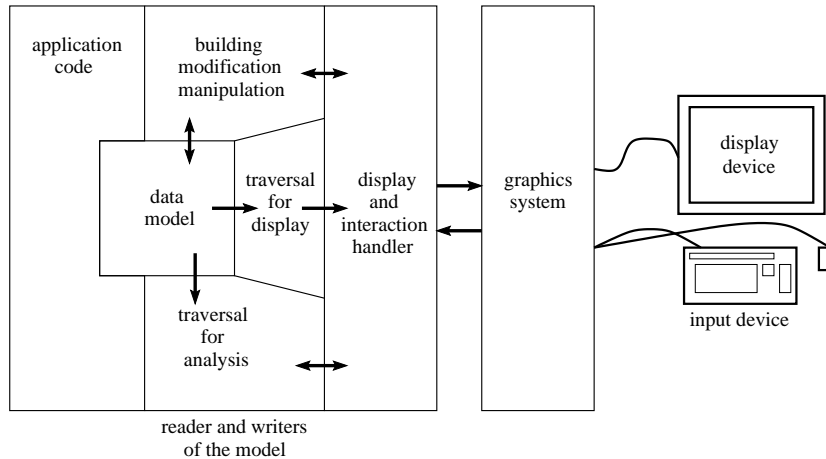 application
code
building
modification
manipulation
data
model
traversal
for
display
display
and
interaction
handler
graphics
system
display
device
input device
traversal
for
analysis
reader and writers
of the model